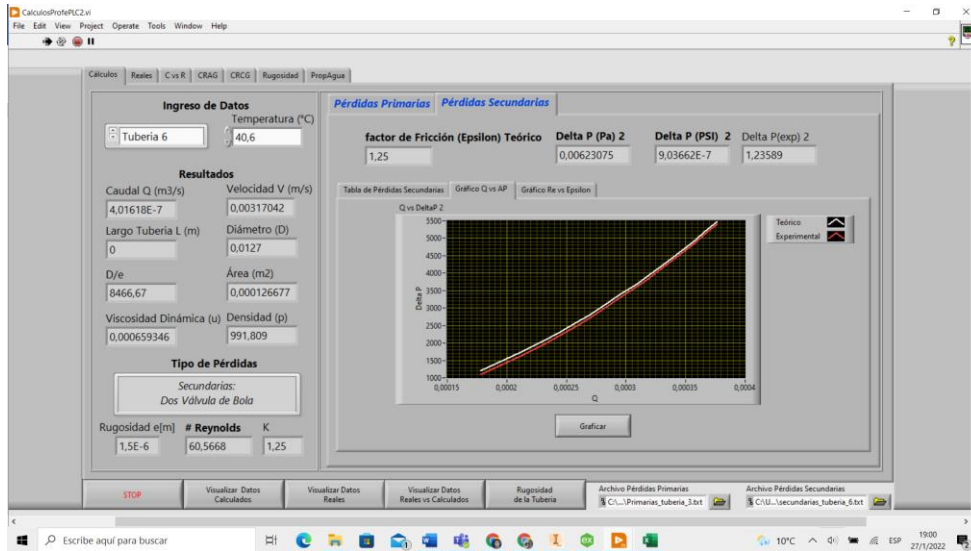 CalculosProfePLC2.vi
File Edit View Project Operate Tools Window Help
Cálculos Reales C vs R CRAG CRCG Rugosidad PropAgua
Ingreso de Datos
Temperatura (°C)
Tuberia 6 40,6
Resultados
Caudal Q (m3/s) Velocidad V (m/s)
4,01618E-7 0,00317042
Largo Tuberia L (m) Diámetro (D)
0 0,0127
D/e Área (m2)
8466,67 0,000126677
Viscosidad Dinámica (u) Densidad (p)
0,000659346 991,809
Tipo de Pérdidas
Secundarias:
Dos Válvula de Bola
Rugosidad e[m] # Reynolds K
1,5E-6 60,5668 1,25
Pérdidas Primarias Pérdidas Secundarias
factor de Fricción (Epsilon) Teórico Delta P (Pa) 2 Delta P (PSI) 2 Delta P(exp) 2
1,25 0,00623075 9,03662E-7 1,23589
Tabla de Pérdidas Secundarias Gráfico Q vs AP Gráfico Re vs Epsilon
Q vs DeltaP 2
5500
5000
4500
4000
3500
3000
2500
2000
1500
1000
Delta P
0,00015 0,0002 0,00025 0,0003 0,00035 0,0004
Q
Teórico
Experimental
Graficar
STOP
Visualizar Datos
Calculados
Visualizar Datos
Reales
Visualizar Datos
Reales vs Calculados
Rugosidad
de la Tuberia
Archivo Pérdidas Primarias
C:\...\Primarias_tuberia_3.txt
Archivo Pérdidas Secundarias
C:\U...\secundarias_tuberia_6.txt
Escribe aquí para buscar
10°C ESP
19:00
27/1/2022